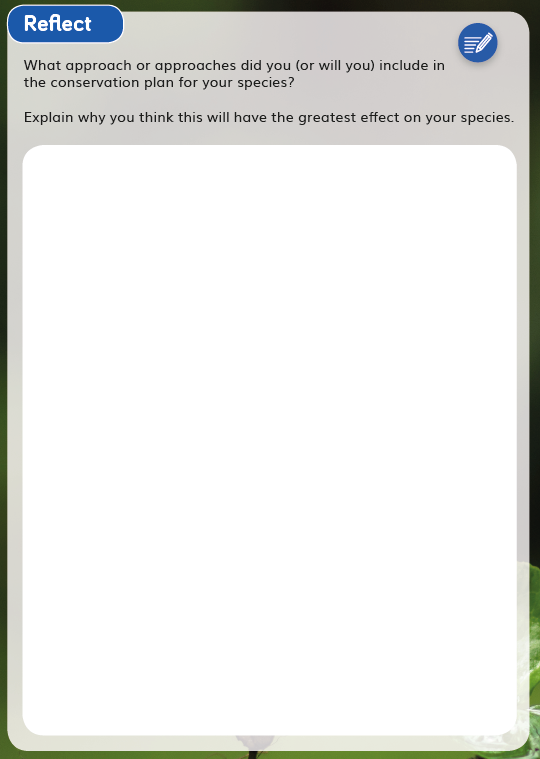 Reflect
What approach or approaches did you (or will you) include in
the conservation plan for your species?
Explain why you think this will have the greatest effect on your species.